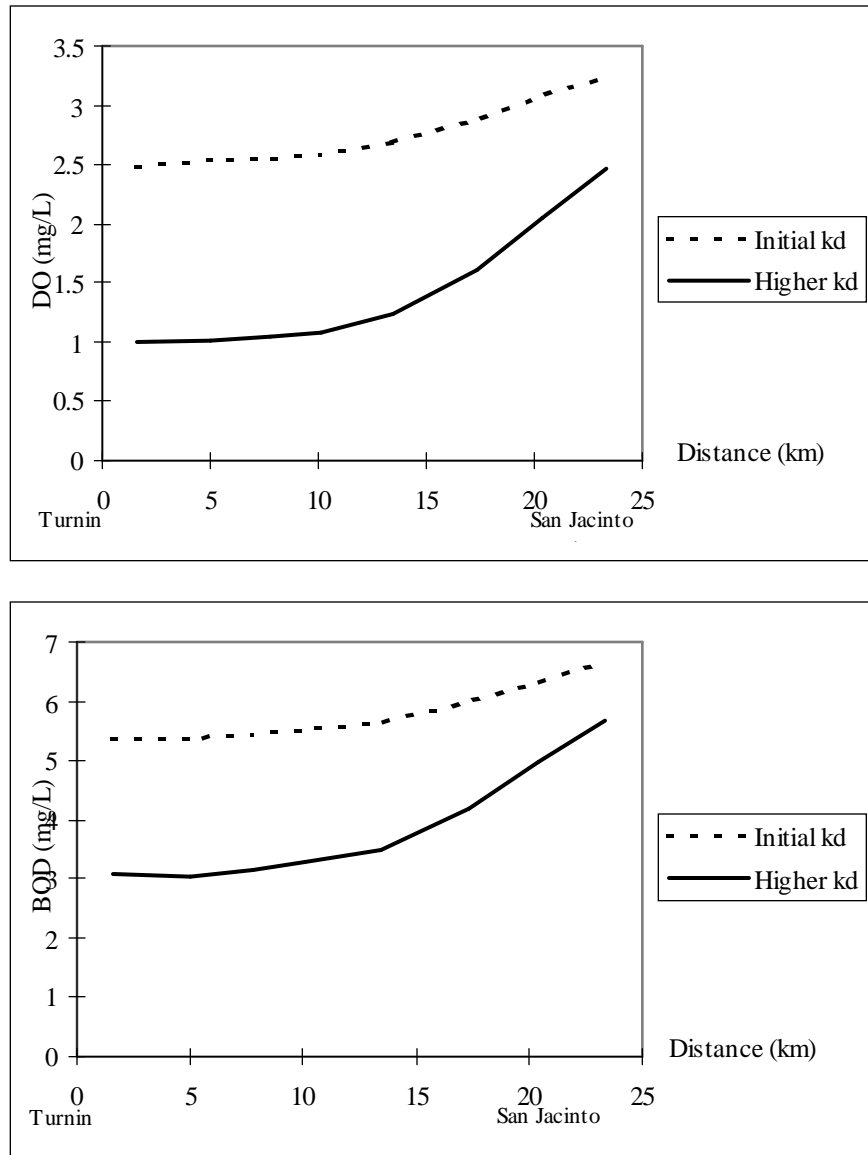 3.5
3
2.5
2
1.5
1
0.5
0
DO (mg/L)
0 5 10 15 20 25
Turnin
San Jacinto
Distance (km)
Initial kd
Higher kd
7
6
5
4
3
2
1
0
BOD (mg/L)
0 5 10 15 20 25
Turnin
San Jacinto
Distance (km)
Initial kd
Higher kd